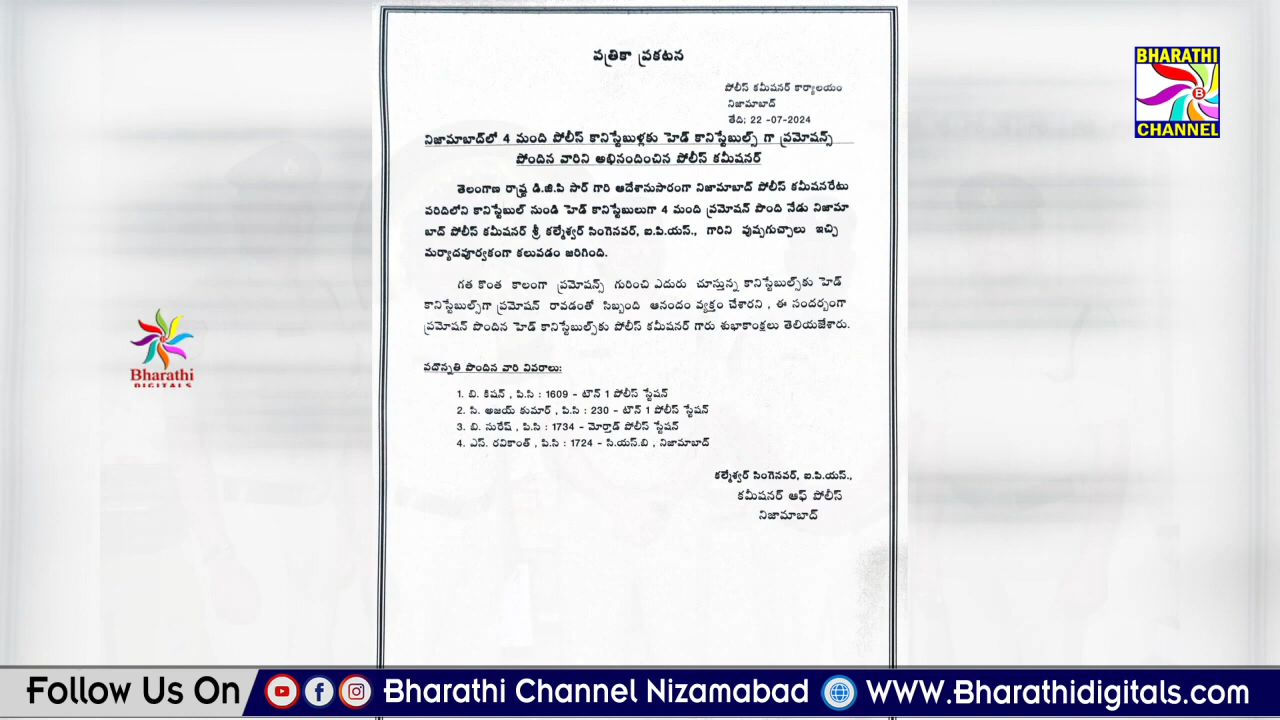 పత్రికా ప్రకటన
పోలీస్ కమీషనర్ కార్యాలయం
నిజామాబాద్
తేది; 22 -07-2024
నిజామాబాద్‌లో 4 మంది పోలీస్ కానిస్టేబుళ్లకు హెడ్ కానిస్టేబుల్స్ గా ప్రమోషన్స్
పోందిన వారిని అభినందించిన పోలీస్ కమీషనర్
తెలంగాణ రాష్ట్ర డి.జి.పి సార్ గారి ఆదేశానుసారంగా నిజామాబాద్ పోలీస్ కమీషనరేటు
పరిదిలోని కానిస్టేబుల్ నుండి హెడ్ కానిస్టేబులుగా 4 మంది ప్రమోషన్ పొంది నేడు నిజామా
బాద్ పోలీస్ కమీషనర్ శ్రీ కల్మేశ్వర్ సింగెనవర్, ఐ.పి.యస్., గారిని పుష్పగుచ్చాలు ఇచ్చి
మర్యాదపూర్వకంగా కలువడం జరిగింది.
గత కొంత కాలంగా ప్రమోషన్స్ గురించి ఎదురు చూస్తున్న కానిస్టేబుల్స్‌కు హెడ్
కానిస్టేబుల్స్‌గా ప్రమోషన్ రావడంతో సిబ్బంది ఆనందం వ్యక్తం చేశారని , ఈ సందర్బంగా
ప్రమోషన్ పొందిన హెడ్ కానిస్టేబుల్స్‌కు పోలీస్ కమీషనర్ గారు శుభాకాంక్షలు తెలియజేశారు.
పదోన్నతి పొందిన వారి వివరాలు:
1. బి. కిషన్ , పి.సి : 1609 - టౌన్ 1 పోలీస్ స్టేషన్
2. సి. అజయ్ కుమార్ , పి.సి : 230 - టౌన్ 1 పోలీస్ స్టేషన్
3. బి. సురేష్ , పి.సి : 1734 - మోర్తాడ్ పోలీస్ స్టేషన్
4. ఎస్. రవికాంత్ , పి.సి : 1724 - సి.యస్.బి , నిజామాబాద్
కల్మేశ్వర్ సింగెనవర్, ఐ.పి.యస్.,
కమీషనర్ ఆఫ్ పోలీస్
నిజామాబాద్
BHARATHI
B
CHANNEL
Bharathi
DIGITALS
Follow Us On Bharathi Channel Nizamabad WWW.Bharathidigitals.com